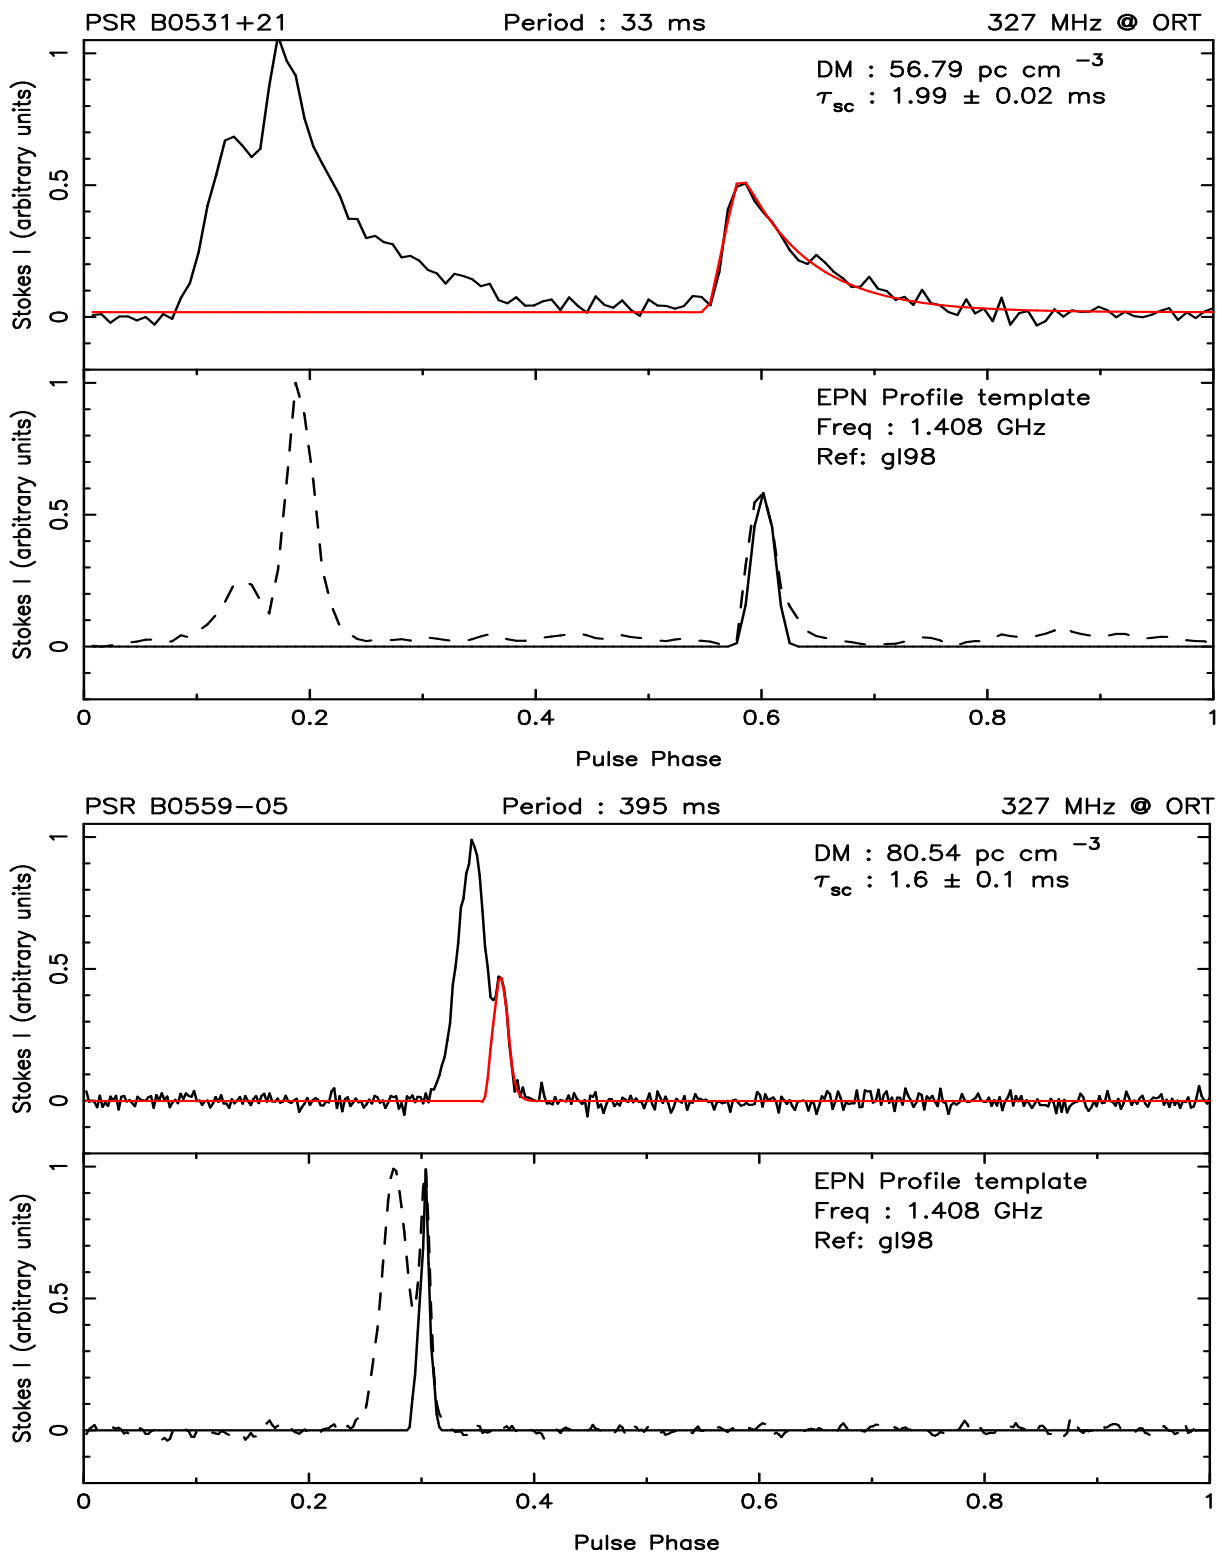 PSR B0531+21 Period : 33 ms 327 MHz @ ORT
DM : 56.79 pc cm −3
τsc : 1.99 ± 0.02 ms
Stokes I (arbitrary units)
0 0.5 1
EPN Profile template
Freq : 1.408 GHz
Ref: gl98
Stokes I (arbitrary units)
0 0.5 1
0 0.2 0.4 0.6 0.8 1
Pulse Phase
PSR B0559−05 Period : 395 ms 327 MHz @ ORT
DM : 80.54 pc cm −3
τsc : 1.6 ± 0.1 ms
Stokes I (arbitrary units)
0 0.5 1
EPN Profile template
Freq : 1.408 GHz
Ref: gl98
Stokes I (arbitrary units)
0 0.5 1
0 0.2 0.4 0.6 0.8 1
Pulse Phase